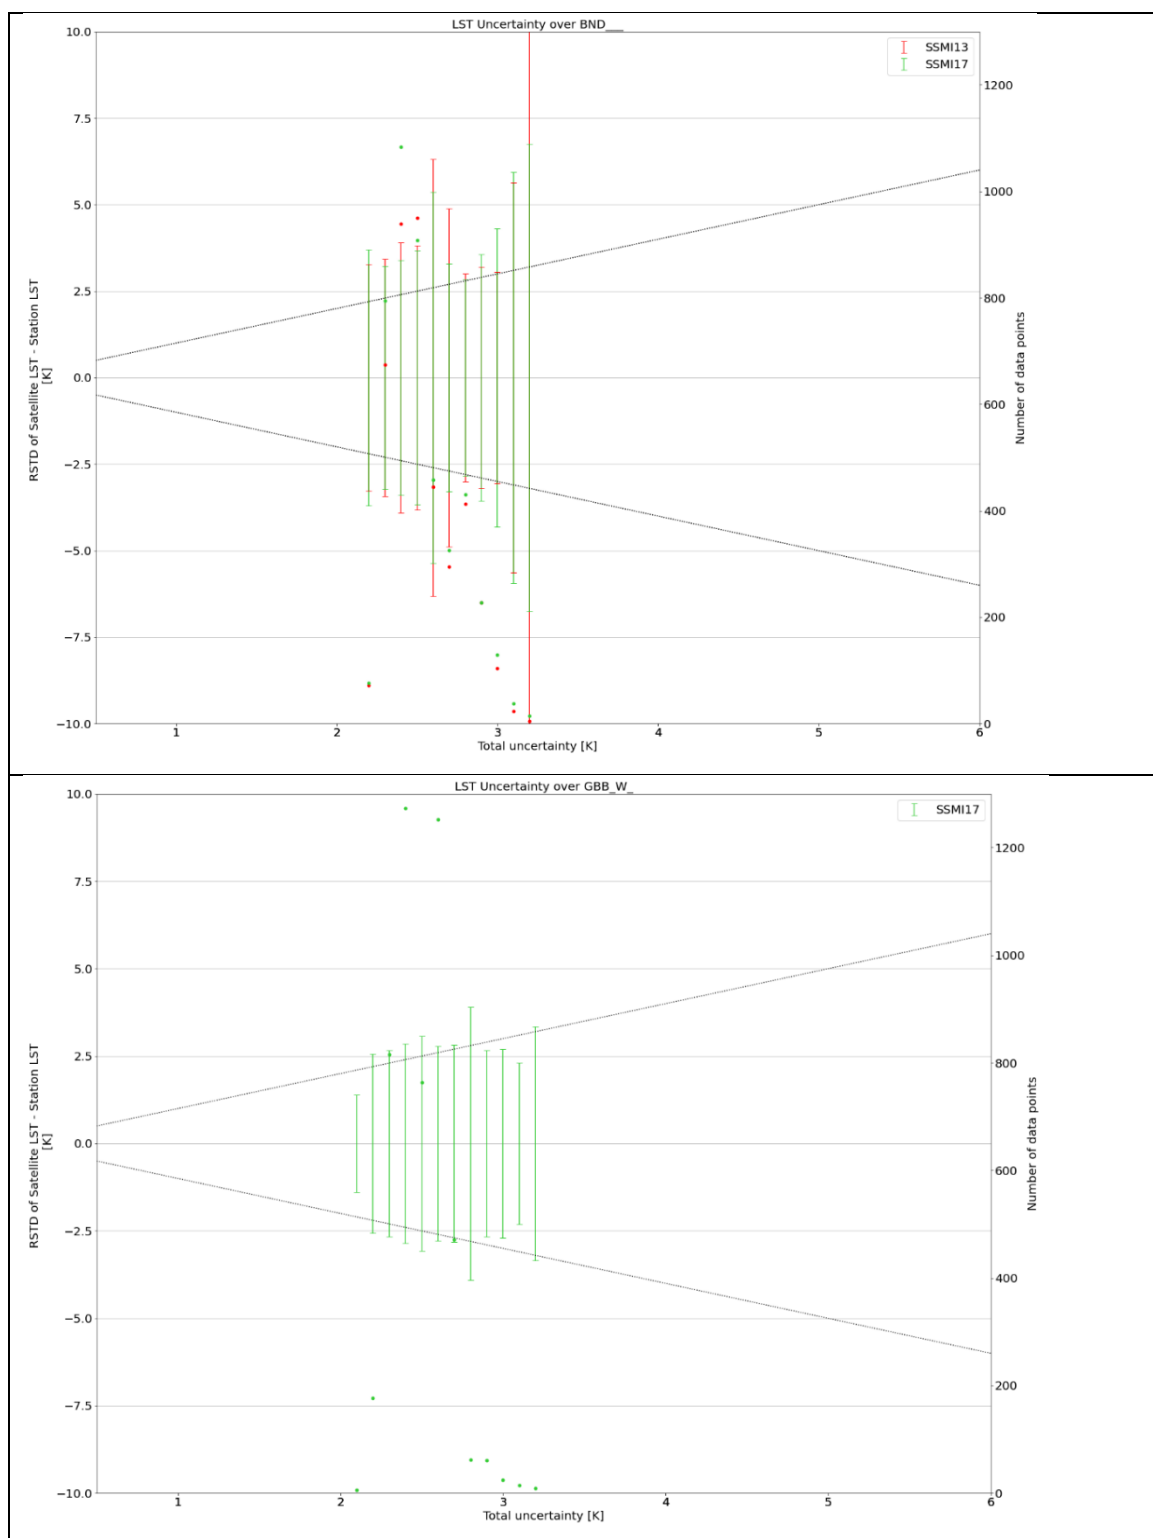 LST Uncertainty over BND___
SSMI13
SSMI17
10.0
7.5
5.0
2.5
0.0
−2.5
−5.0
−7.5
−10.0
RSTD of Satellite LST - Station LST
[K]
1200
1000
800
600
400
200
0
Number of data points
1 2 3 4 5 6
Total uncertainty [K]
LST Uncertainty over GBB_W_
SSMI17
10.0
7.5
5.0
2.5
0.0
−2.5
−5.0
−7.5
−10.0
RSTD of Satellite LST - Station LST
[K]
1200
1000
800
600
400
200
0
Number of data points
1 2 3 4 5 6
Total uncertainty [K]